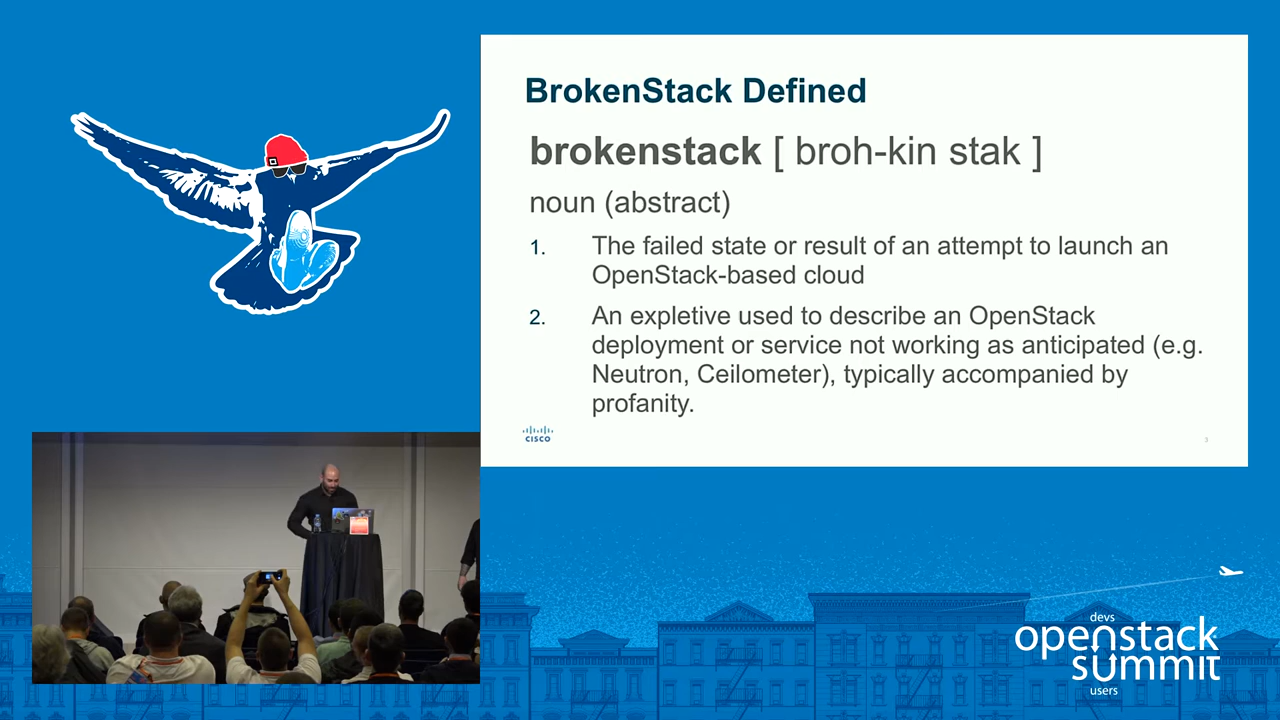 BrokenStack Defined
brokenstack [ broh-kin stak ]
noun (abstract)
1. The failed state or result of an attempt to launch an
OpenStack-based cloud
2. An expletive used to describe an OpenStack
deployment or service not working as anticipated (e.g.
Neutron, Ceilometer), typically accompanied by
profanity.
CISCO
3
devs
openstack
summit
users